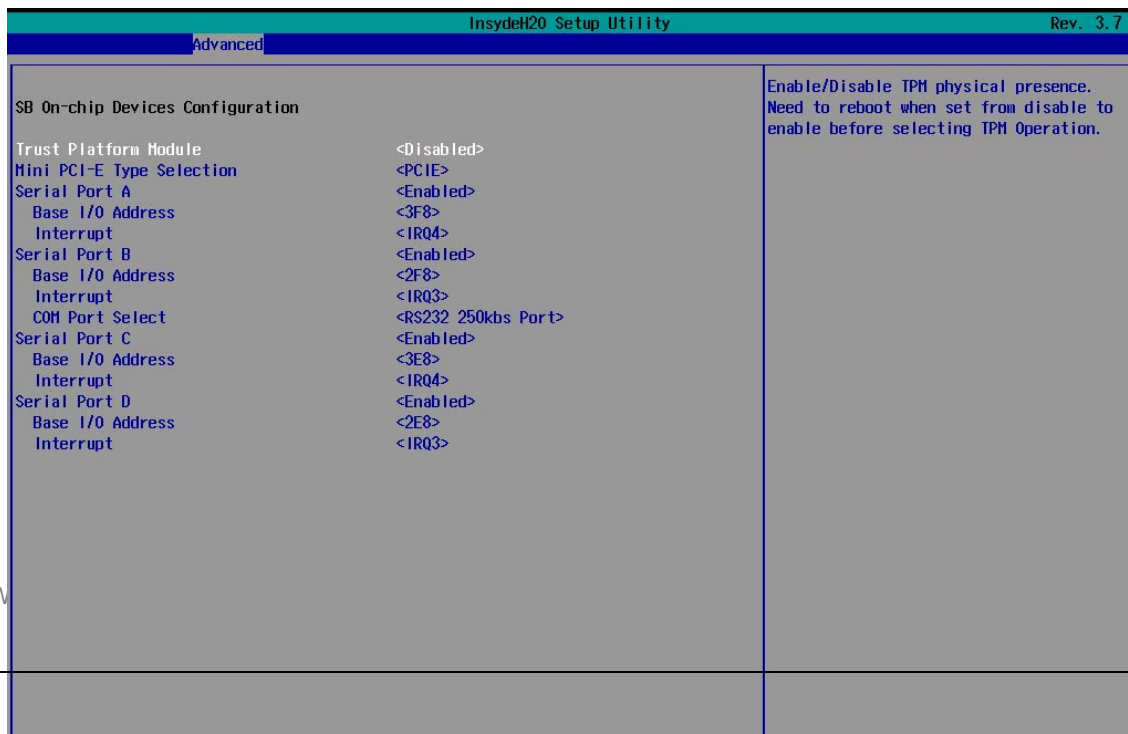 InsydeH20 Setup Utility Rev. 3.7
Advanced
SB On-chip Devices Configuration
Trust Platform Module <Disabled>
Mini PCI-E Type Selection <PCIE>
Serial Port A <Enabled>
Base I/O Address <3F8>
Interrupt <IRQ4>
Serial Port B <Enabled>
Base I/O Address <2F8>
Interrupt <IRQ3>
COM Port Select <RS232 250kbs Port>
Serial Port C <Enabled>
Base I/O Address <3E8>
Interrupt <IRQ4>
Serial Port D <Enabled>
Base I/O Address <2E8>
Interrupt <IRQ3>
Enable/Disable TPM physical presence.
Need to reboot when set from disable to
enable before selecting TPM Operation.